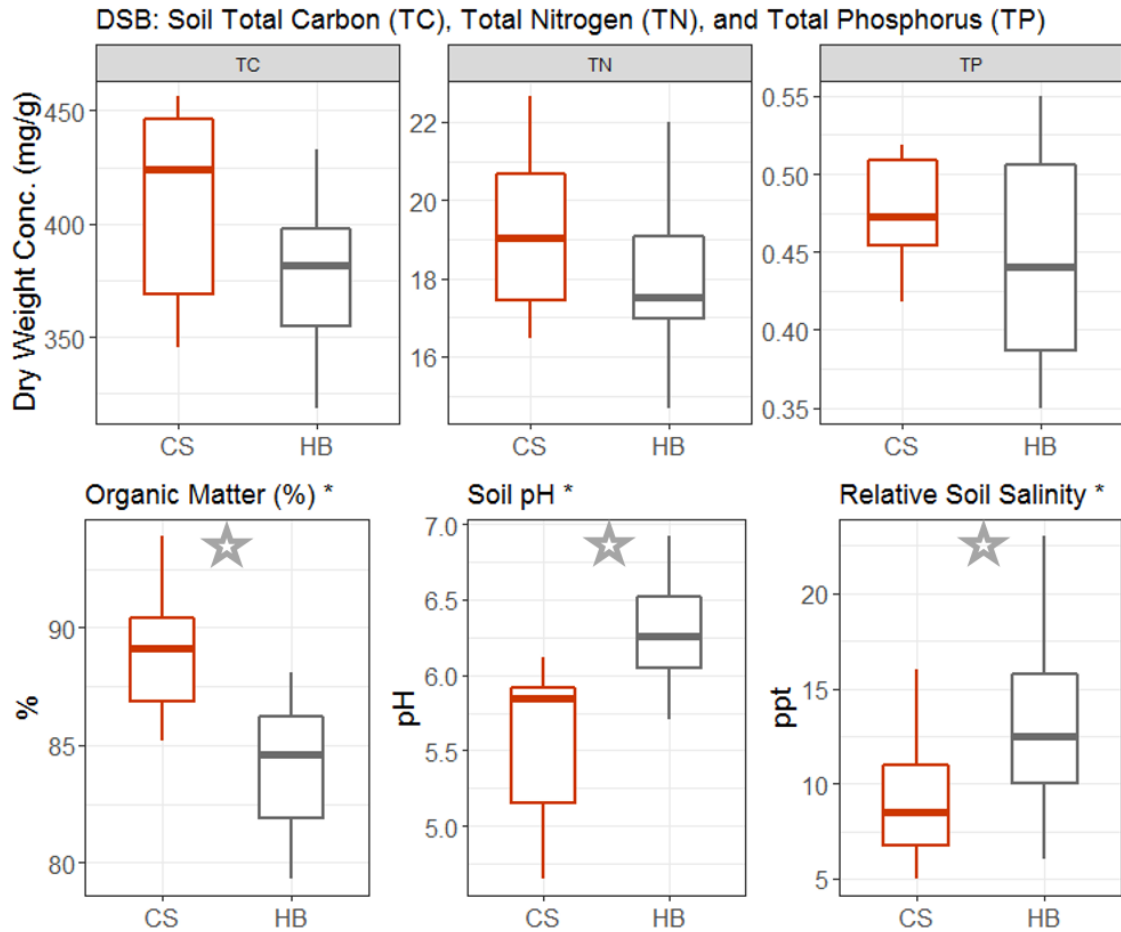 DSB: Soil Total Carbon (TC), Total Nitrogen (TN), and Total Phosphorus (TP)
TC
TN
TP
Dry Weight Conc. (mg/g)
450
400
350
22
20
18
16
0.55
0.50
0.45
0.40
0.35
CS
HB
CS
HB
CS
HB
Organic Matter (%) *
Soil pH *
Relative Soil Salinity *
%
90
85
80
pH
7.0
6.5
6.0
5.5
5.0
ppt
20
15
10
5
CS
HB
CS
HB
CS
HB